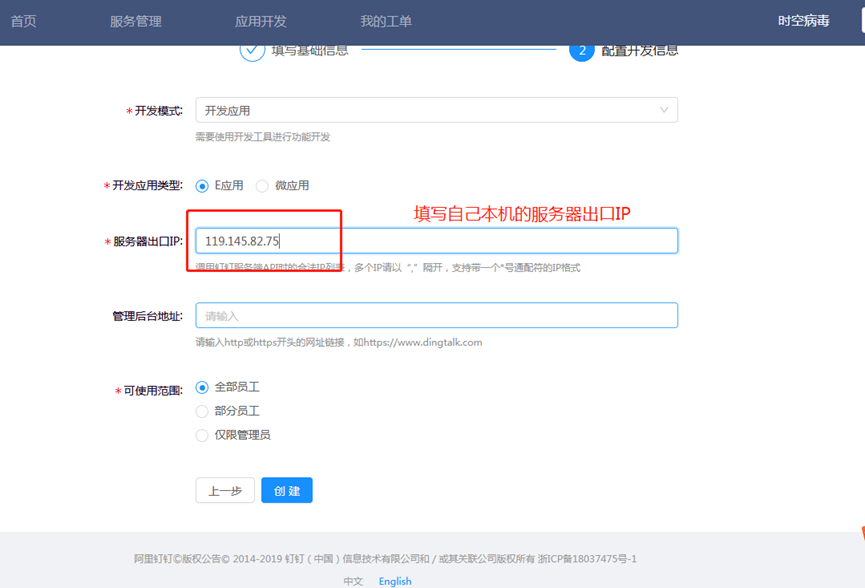 首页 服务管理 应用开发 我的工单 时空病毒
填写基础信息 2 配置开发信息
* 开发模式: 开发应用
需要使用开发工具进行功能开发
* 开发应用类型: E应用 微应用
填写自己本机的服务器出口IP
* 服务器出口IP: 119.145.82.75
调用钉钉服务端API时的合法IP列表，多个IP请以“,”隔开，支持带一个*号通配符的IP格式
管理后台地址: 请输入
请输入http或https开头的网址链接，如https://www.dingtalk.com
* 可使用范围: 全部员工
部分员工
仅限管理员
上一步 创 建
阿里钉钉©版权公告© 2014-2019 钉钉（中国）信息技术有限公司和 / 或其关联公司版权所有 浙ICP备18037475号-1
中文 English